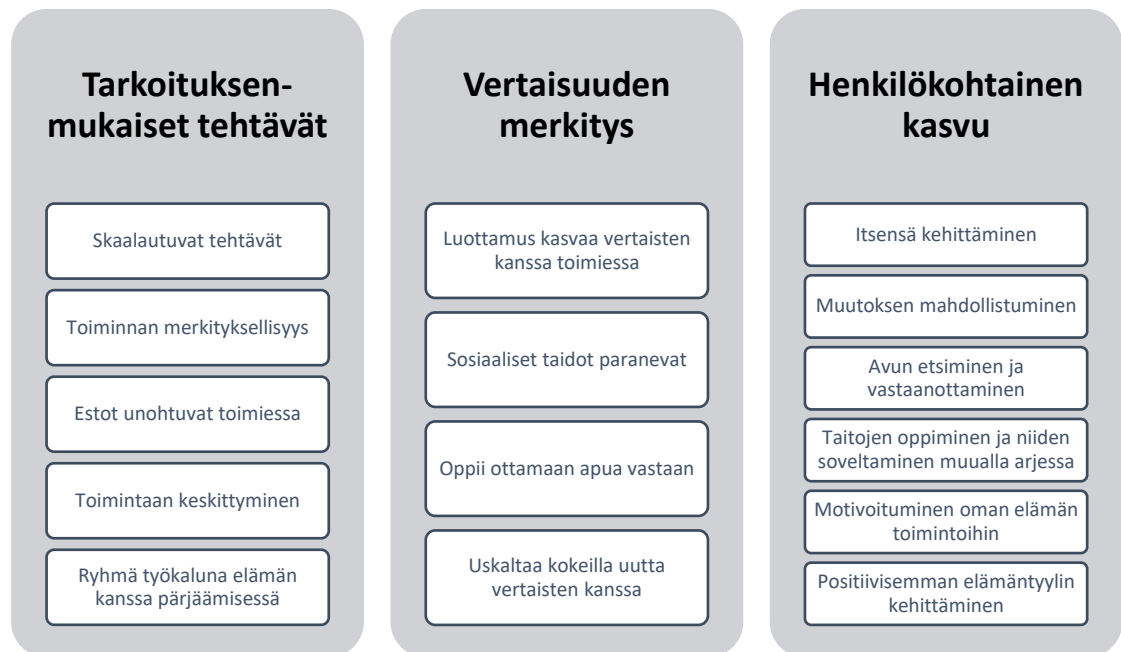 Tarkoituksen-
mukaiset tehtävät
Skaalautuvat tehtävät
Toiminnan merkityksellisyys
Estot unohtuvat toimiessa
Toimintaan keskittyminen
Ryhmä työkaluna elämän
kanssa pärjäämisessä
Vertaisuuden
merkitys
Luottamus kasvaa vertaisten
kanssa toimiessa
Sosiaaliset taidot paranevat
Oppii ottamaan apua vastaan
Uskaltaa kokeilla uutta
vertaisten kanssa
Henkilökohtainen
kasvu
Itsensä kehittäminen
Muutoksen mahdollistuminen
Avun etsiminen ja
vastaanottaminen
Taitojen oppiminen ja niiden
soveltaminen muualla arjessa
Motivoituminen oman elämän
toimintoihin
Positiivisemman elämäntyylin
kehittäminen